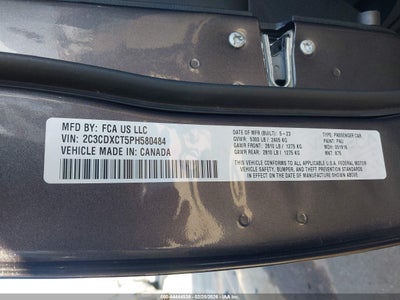 MFD BY: FCA US LLC
VIN: 2C3CDXCT5PH580484
VEHICLE MADE IN: CANADA
DATE OF MFR: 5-23
TYPE: PASSENGER CAR
GVWR: 5303 LB / 2405 KG
PAINT: PAU
GAWR FRONT: 2810 LB / 1275 KG
GAWR REAR: 2810 LB / 1275 KG
THIS VEHICLE CONFORMS TO ALL APPLICABLE U.S.A. FEDERAL
MOTOR VEHICLE SAFETY, BUMPER, AND THEFT PREVENTION STANDARDS
IN EFFECT ON THE DATE OF MANUFACTURE SHOWN ABOVE.